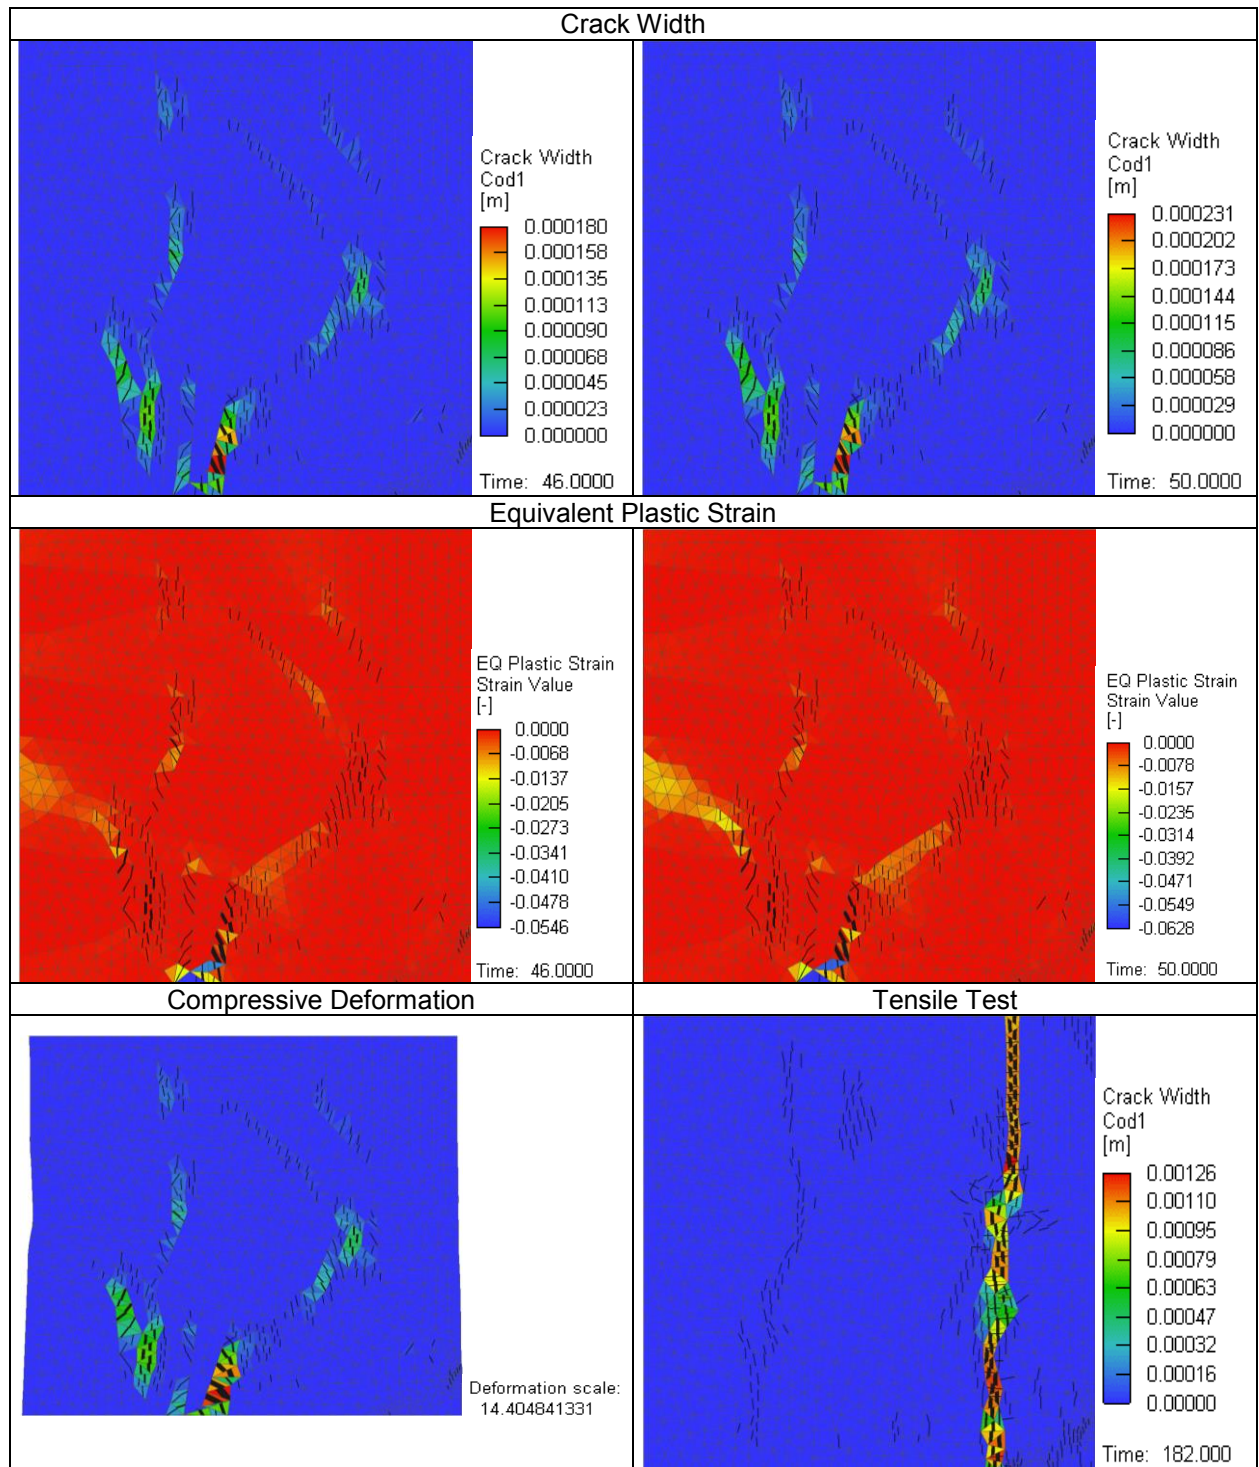 Crack Width
Crack Width
Cod1
[m]
0.000180
0.000158
0.000135
0.000113
0.000090
0.000068
0.000045
0.000023
0.000000
Time: 46.0000
Crack Width
Cod1
[m]
0.000231
0.000202
0.000173
0.000144
0.000115
0.000086
0.000058
0.000029
0.000000
Time: 50.0000
Equivalent Plastic Strain
EQ Plastic Strain
Strain Value
[-]
0.0000
-0.0068
-0.0137
-0.0205
-0.0273
-0.0341
-0.0410
-0.0478
-0.0546
Time: 46.0000
EQ Plastic Strain
Strain Value
[-]
0.0000
-0.0078
-0.0157
-0.0235
-0.0314
-0.0392
-0.0471
-0.0549
-0.0628
Time: 50.0000
Compressive Deformation
Deformation scale:
14.404841331
Tensile Test
Crack Width
Cod1
[m]
0.00126
0.00110
0.00095
0.00079
0.00063
0.00047
0.00032
0.00016
0.00000
Time: 182.000